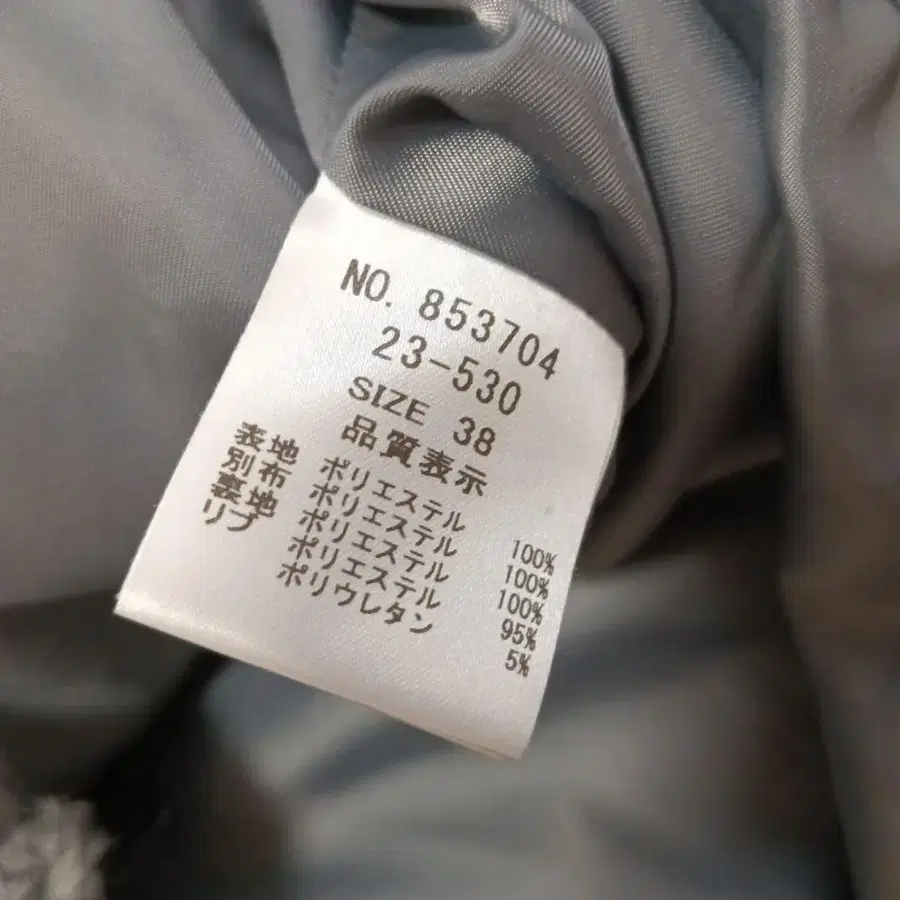 NO. 853704
23-530
SIZE 38
品質表示
表地 ポリエステル 100%
別布 ポリエステル 100%
裏地 ポリエステル 100%
リブ ポリエステル 95%
ポリウレタン 5%